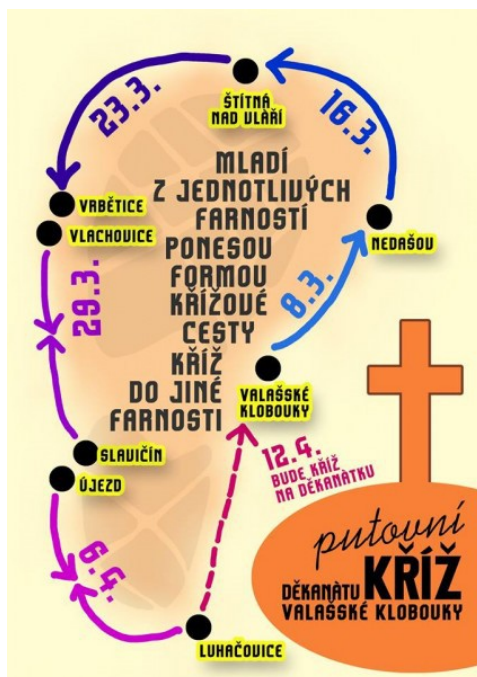 23.3.
16.3.
ŠTÍTNÁ
NAD VLÁŘÍ
MLADÍ
Z JEDNOTLIVÝCH
FARNOSTÍ
PONESOU
FORMOU
KŘÍŽOVÉ
CESTY
KŘÍŽ
DO JINÉ
FARNOSTI
VRBĚTICE
VLACHOVICE
NEDAŠOV
29.3.
8.3.
VALAŠSKÉ
KLOBOUKY
SLAVIČÍN
ÚJEZD
12.4.
BUDE KŘÍŽ
NA DĚKANÁTKU
6.4.
LUHAČOVICE
putovní
KŘÍŽ
DĚKANÀTU
VALAŠSKÉ KLOBOUKY